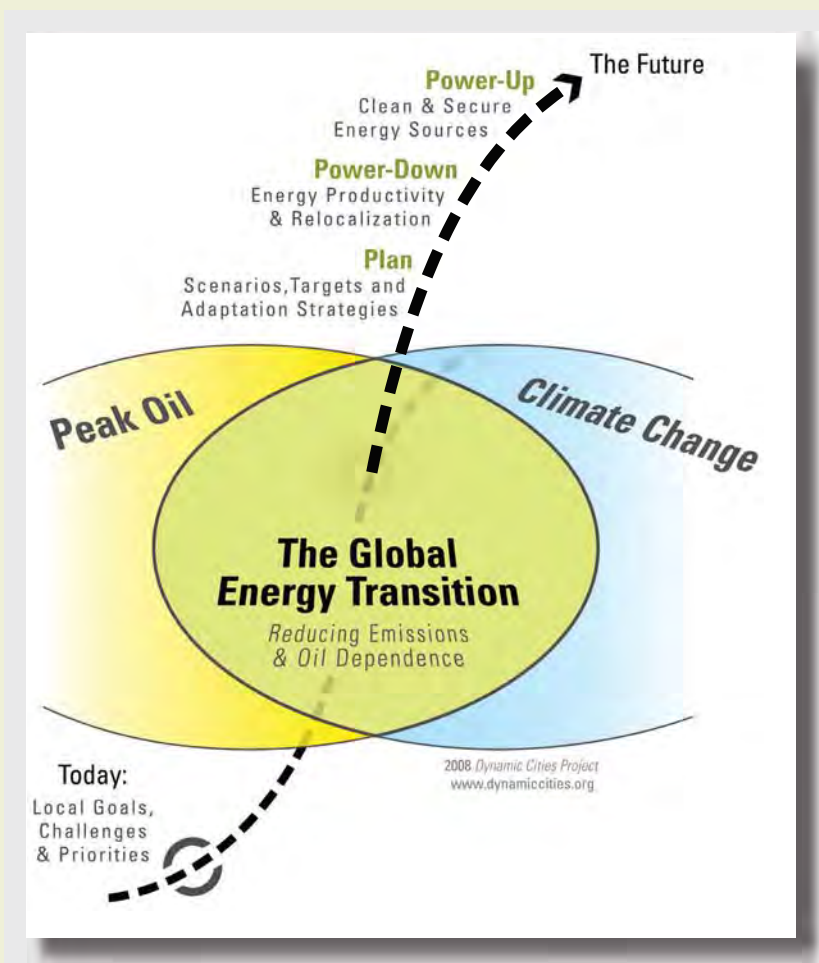 The Future
Power-Up
Clean & Secure
Energy Sources
Power-Down
Energy Productivity
& Relocalization
Plan
Scenarios,Targets and
Adaptation Strategies
Peak Oil
Climate Change
The Global
Energy Transition
Reducing Emissions
& Oil Dependence
2008 Dynamic Cities Project
www.dynamiccities.org
Today:
Local Goals,
Challenges
& Priorities